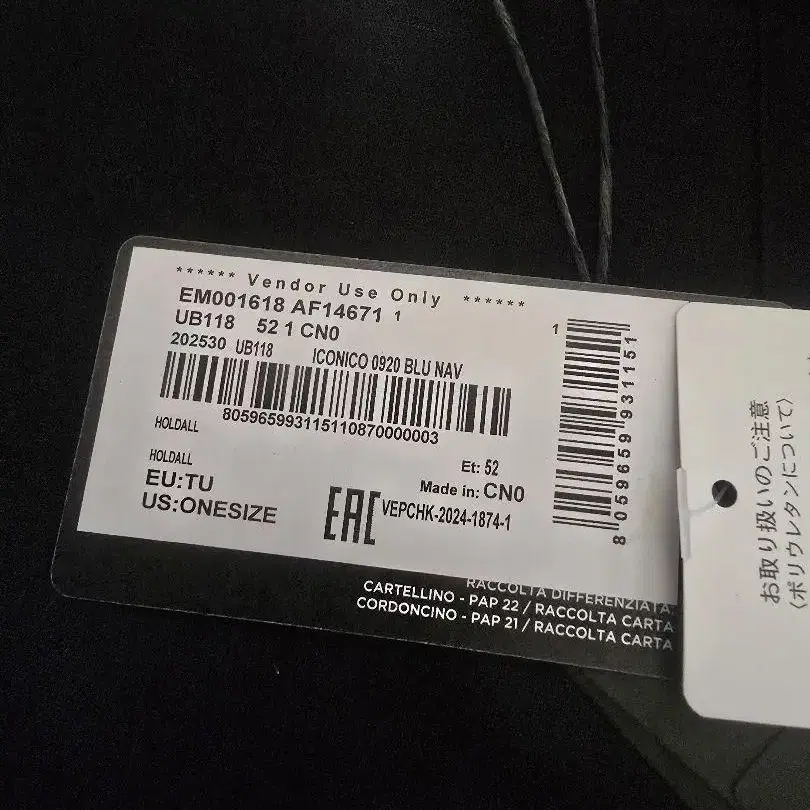 ****** Vendor Use Only ******
EM001618 AF14671 1
UB118 52 1 CN0
202530 UB118 ICONICO 0920 BLU NAV
805965993115110870000003
HOLDALL
HOLDALL
Et: 52
EU:TU
Made in: CN0
US:ONESIZE
EAC VEPCHK-2024-1874-1
1
8 059659 931151
RACCOLTA DIFFERENZIATA.
CARTELLINO - PAP 22 / RACCOLTA CARTA
CORDONCINO - PAP 21 / RACCOLTA CARTA
お取り扱いのご注意
〈ポリウレタンについて〉